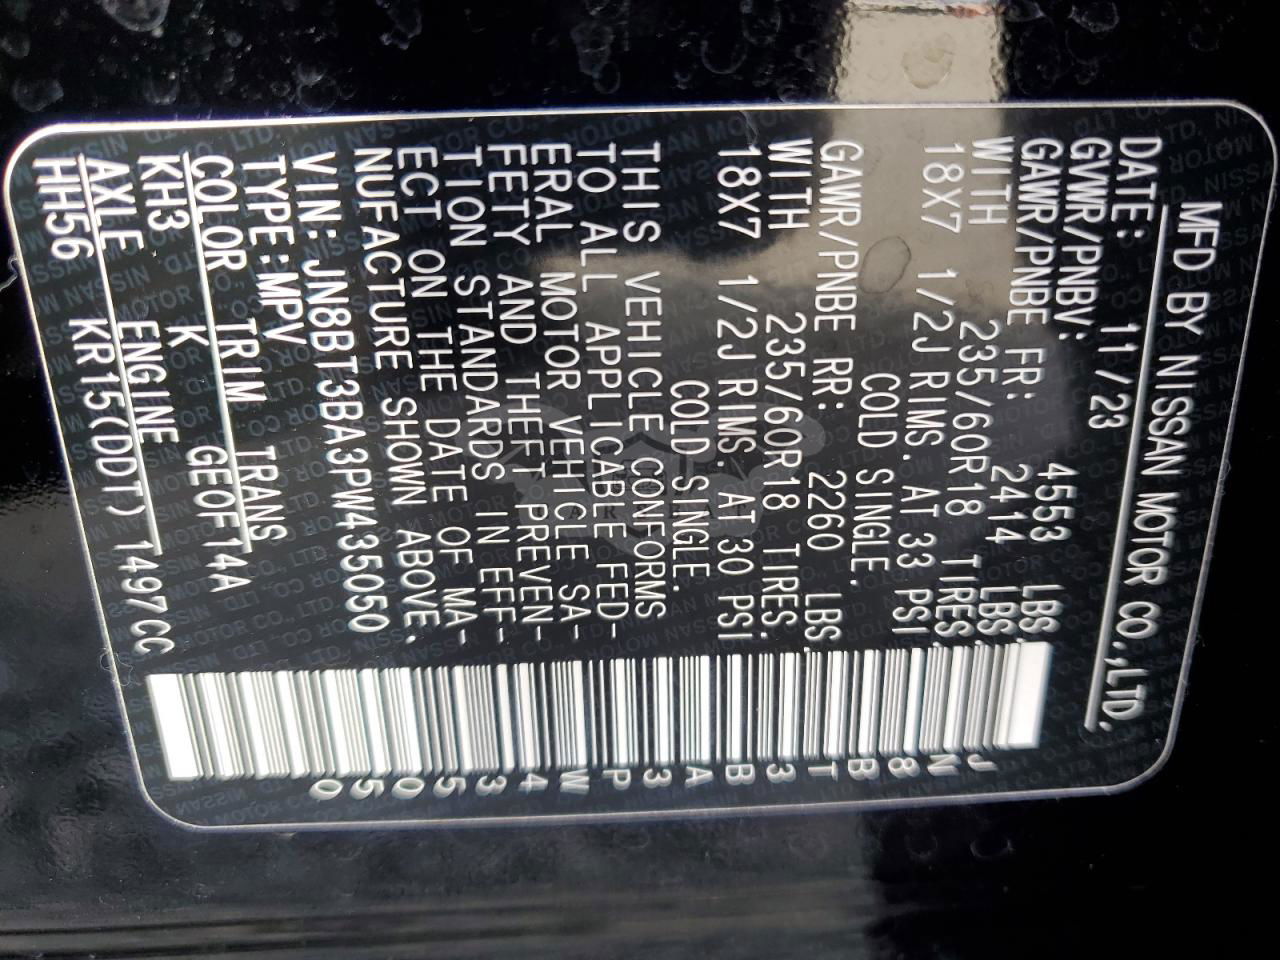 MFD BY NISSAN MOTOR CO.,LTD.
DATE: 11/23
GVWR/PNBV: 4553 LBS.
GAWR/PNBE FR: 2414 LBS.
WITH 235/60R18 TIRES,
18X7 1/2J RIMS. AT 33 PSI
COLD SINGLE.
GAWR/PNBE RR: 2260 LBS.
WITH 235/60R18 TIRES.
18X7 1/2J RIMS. AT 30 PSI
COLD SINGLE.
THIS VEHICLE CONFORMS
TO ALL APPLICABLE FED-
ERAL MOTOR VEHICLE SA-
FETY AND THEFT PREVEN-
TION STANDARDS IN EFF-
ECT ON THE DATE OF MA-
NUFACTURE SHOWN ABOVE.
VIN: JN8BT3BA3PW435050
TYPE:MPV
COLOR TRIM TRANS
KH3 K GE0F14A
AXLE ENGINE
HH56 KR15(DDT) 1497CC
JN8BT3BA3PW435050